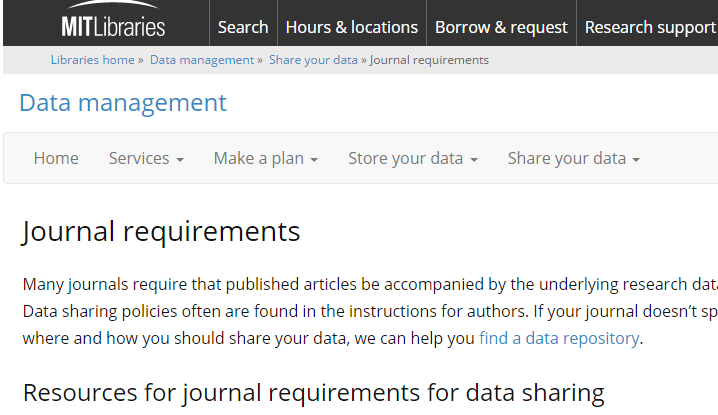 MITLibraries Search Hours & locations Borrow & request Research support
Libraries home » Data management » Share your data » Journal requirements
Data management
Home Services Make a plan Store your data Share your data
Journal requirements
Many journals require that published articles be accompanied by the underlying research
Data sharing policies often are found in the instructions for authors. If your journal doesn’t
where and how you should share your data, we can help you find a data repository.
Resources for journal requirements for data sharing